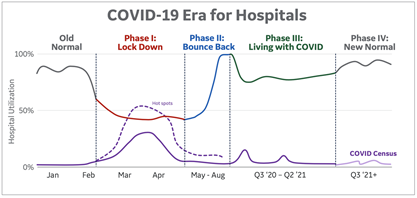 COVID-19 Era for Hospitals
Old
Normal
Phase I:
Lock Down
Phase II:
Bounce Back
Phase III:
Living with COVID
Phase IV:
New Normal
Hospital Utilization
100%
50%
0%
Hot spots
COVID Census
Jan
Feb
Mar
Apr
May - Aug
Q3 '20 – Q2 '21
Q3 '21+